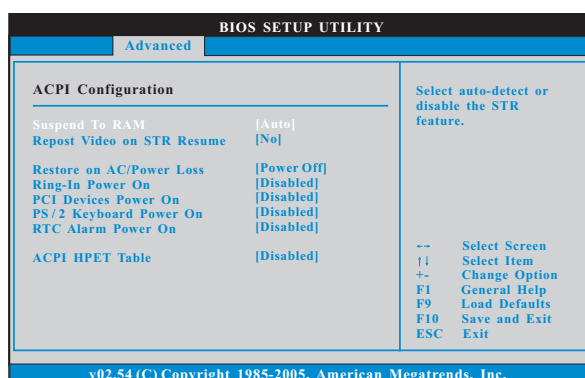 BIOS SETUP UTILITY
Advanced
ACPI Configuration
Suspend To RAM [Auto]
Repost Video on STR Resume [No]
Restore on AC/Power Loss [Power Off]
Ring-In Power On [Disabled]
PCI Devices Power On [Disabled]
PS/2 Keyboard Power On [Disabled]
RTC Alarm Power On [Disabled]
ACPI HPET Table [Disabled]
Select auto-detect or
disable the STR
feature.
←→ Select Screen
↑↓ Select Item
+- Change Option
F1 General Help
F9 Load Defaults
F10 Save and Exit
ESC Exit
v02.54 (C) Copyright 1985-2005, American Megatrends, Inc.